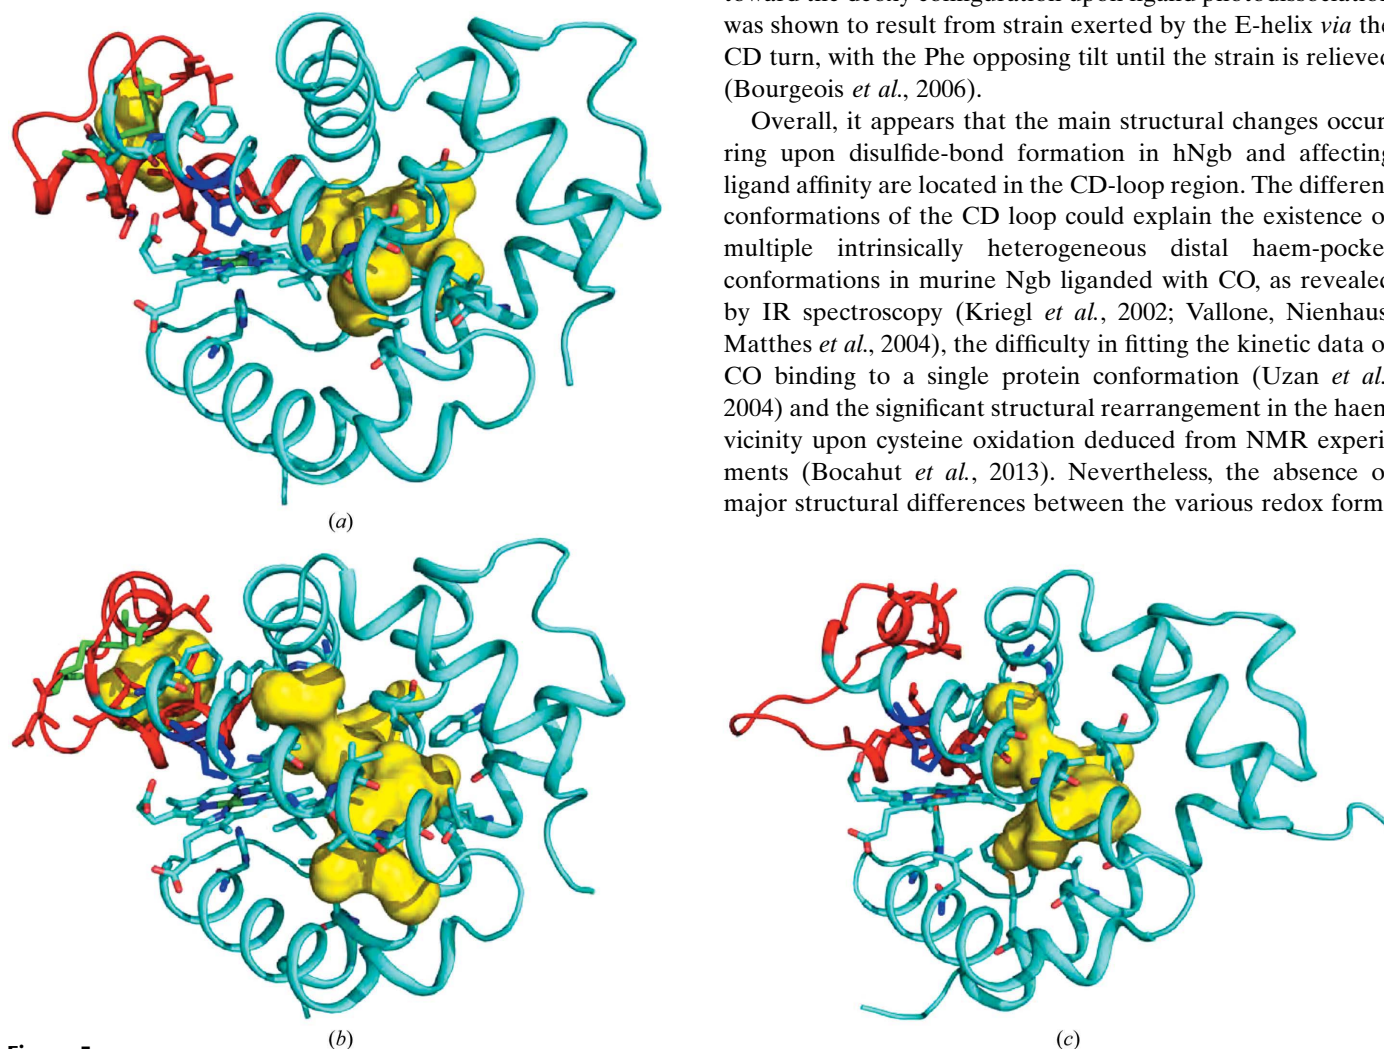 toward the deoxy configuration upon ligand photodissociation
was shown to result from strain exerted by the E-helix via the
CD turn, with the Phe opposing tilt until the strain is relieved
(Bourgeois et al., 2006).
Overall, it appears that the main structural changes occur
ring upon disulfide-bond formation in hNgb and affecting
ligand affinity are located in the CD-loop region. The differen
conformations of the CD loop could explain the existence o
multiple intrinsically heterogeneous distal haem-pocke
conformations in murine Ngb liganded with CO, as revealed
by IR spectroscopy (Kriegl et al., 2002; Vallone, Nienhaus
Matthes et al., 2004), the difficulty in fitting the kinetic data o
CO binding to a single protein conformation (Uzan et al.
2004) and the significant structural rearrangement in the haem
vicinity upon cysteine oxidation deduced from NMR experi
ments (Bocahut et al., 2013). Nevertheless, the absence o
major structural differences between the various redox form
(a)
(b)
(c)